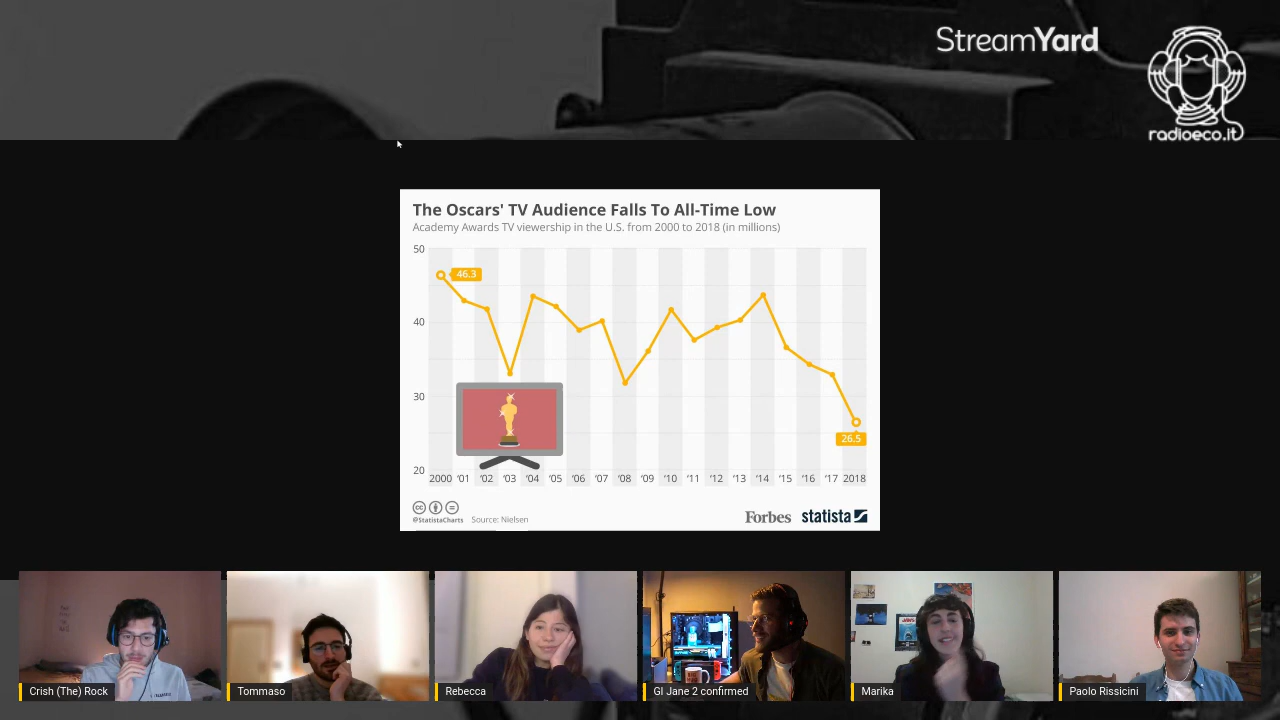 StreamYard
radioeco.it
The Oscars' TV Audience Falls To All-Time Low
Academy Awards TV viewership in the U.S. from 2000 to 2018 (in millions)
50
46.3
40
30
26.5
20
2000 '01 '02 '03 '04 '05 '06 '07 '08 '09 '10 '11 '12 '13 '14 '15 '16 '17 2018
cc
@StatistaCharts Source: Nielsen
Forbes statista
Crish (The) Rock
Tommaso
Rebecca
GI Jane 2 confirmed
Marika
Paolo Rissicini